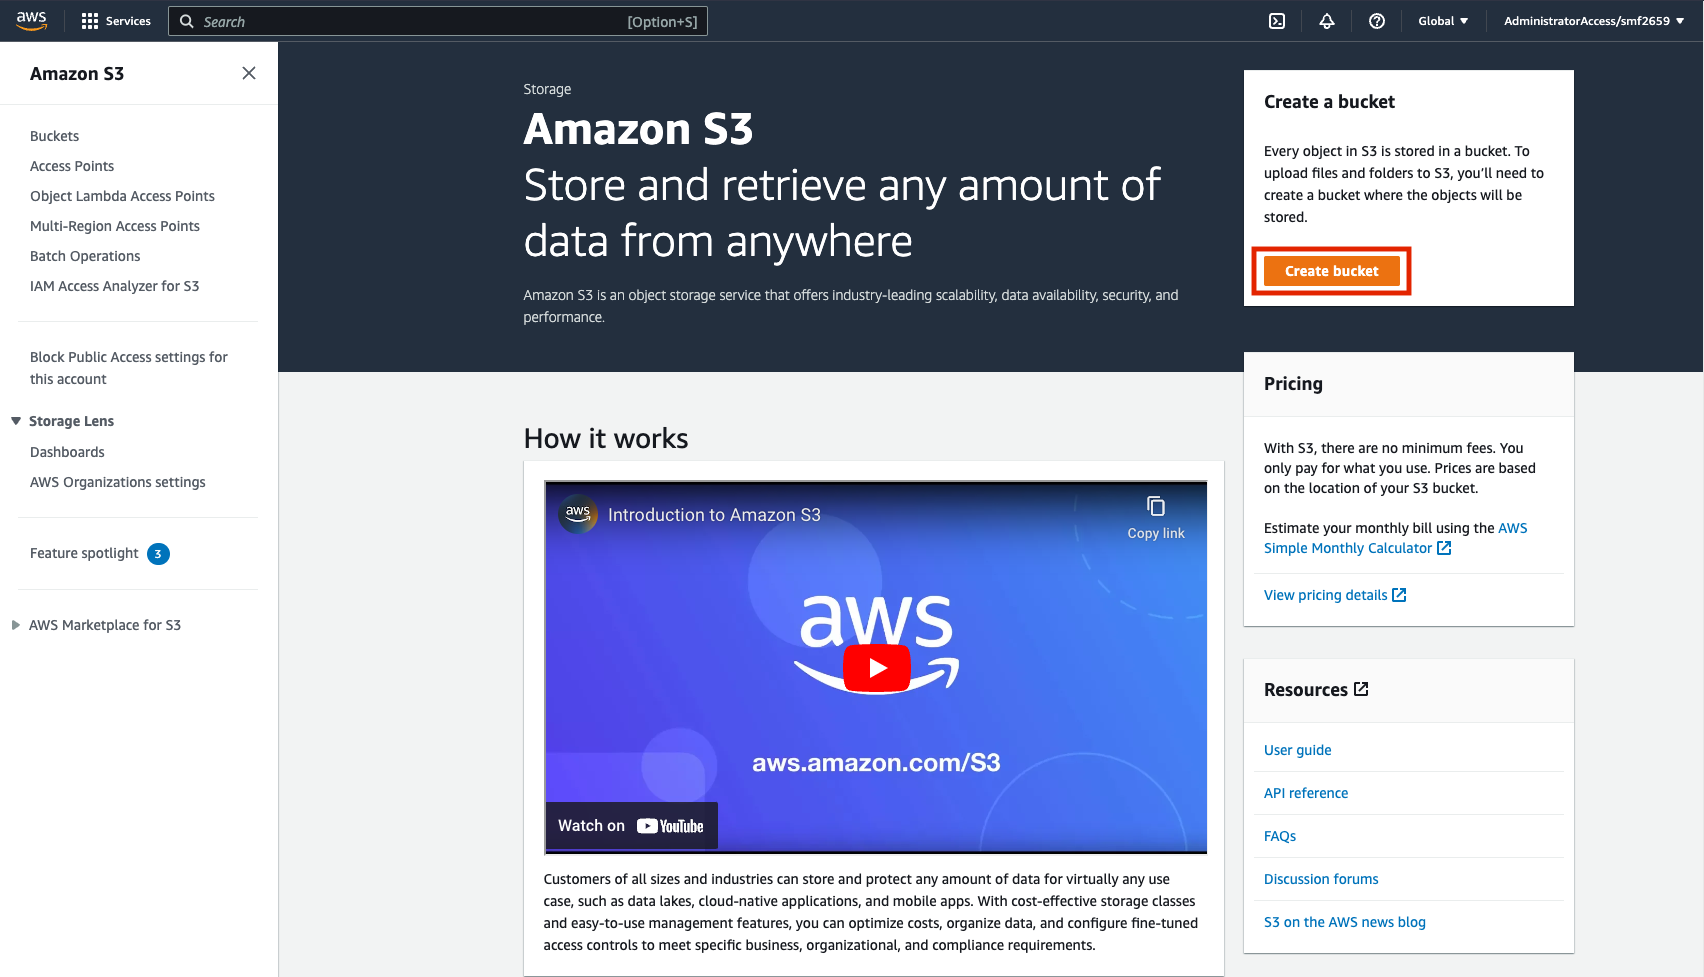 aws
Services
Search
[Option+S]
Global
AdministratorAccess/smf2659
Amazon S3
Buckets
Access Points
Object Lambda Access Points
Multi-Region Access Points
Batch Operations
IAM Access Analyzer for S3
Block Public Access settings for
this account
Storage Lens
Dashboards
AWS Organizations settings
Feature spotlight 3
AWS Marketplace for S3
Storage
Amazon S3
Store and retrieve any amount of
data from anywhere
Amazon S3 is an object storage service that offers industry-leading scalability, data availability, security, and
performance.
Create a bucket
Every object in S3 is stored in a bucket. To
upload files and folders to S3, you'll need to
create a bucket where the objects will be
stored.
Create bucket
How it works
aws
Introduction to Amazon S3
Copy link
aws
aws.amazon.com/S3
Watch on YouTube
Customers of all sizes and industries can store and protect any amount of data for virtually any use
case, such as data lakes, cloud-native applications, and mobile apps. With cost-effective storage classes
and easy-to-use management features, you can optimize costs, organize data, and configure fine-tuned
access controls to meet specific business, organizational, and compliance requirements.
Pricing
With S3, there are no minimum fees. You
only pay for what you use. Prices are based
on the location of your S3 bucket.
Estimate your monthly bill using the AWS
Simple Monthly Calculator
View pricing details
Resources
User guide
API reference
FAQs
Discussion forums
S3 on the AWS news blog